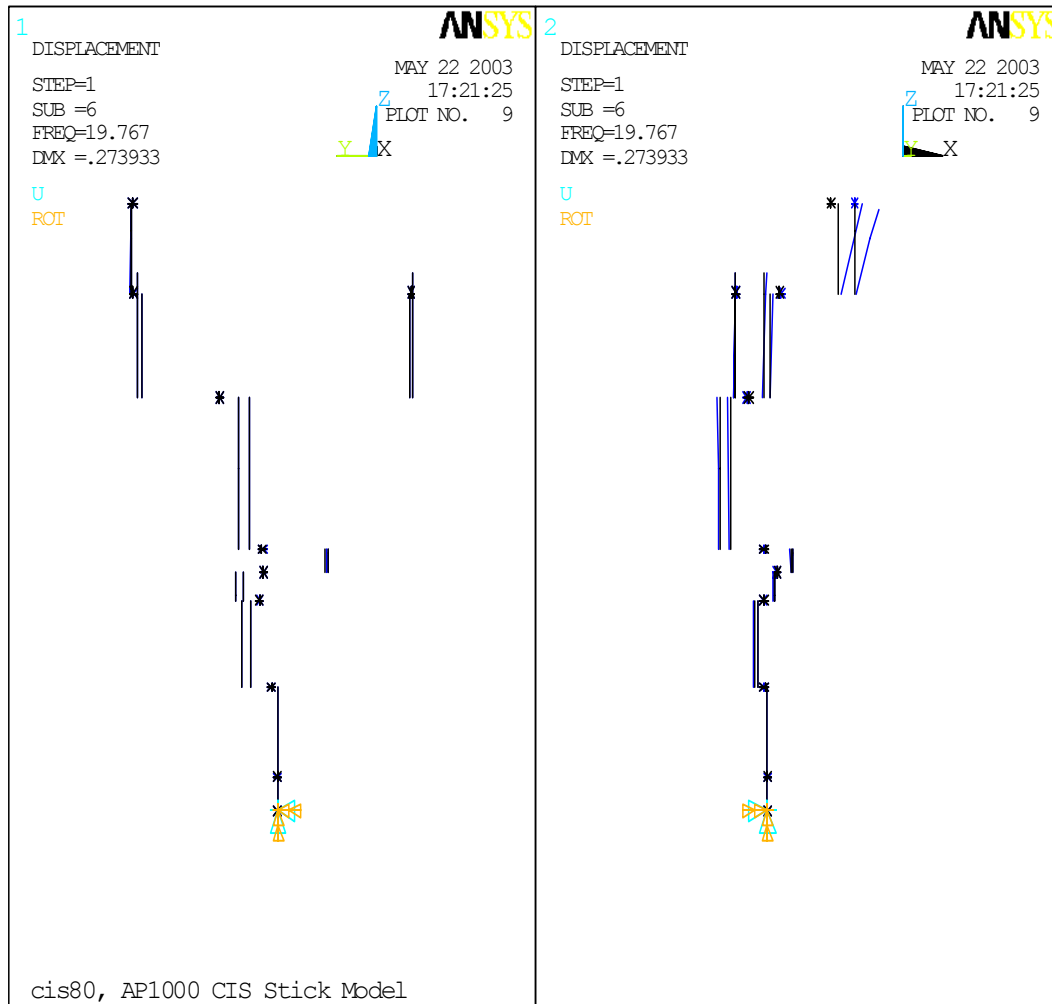 1
ANSYS
DISPLACEMENT
MAY 22 2003
STEP=1
17:21:25
SUB =6
PLOT NO. 9
FREQ=19.767
DMX =.273933
Z
Y X
U
ROT
cis80, AP1000 CIS Stick Model
2
ANSYS
DISPLACEMENT
MAY 22 2003
STEP=1
17:21:25
SUB =6
PLOT NO. 9
FREQ=19.767
DMX =.273933
Z
Y X
U
ROT